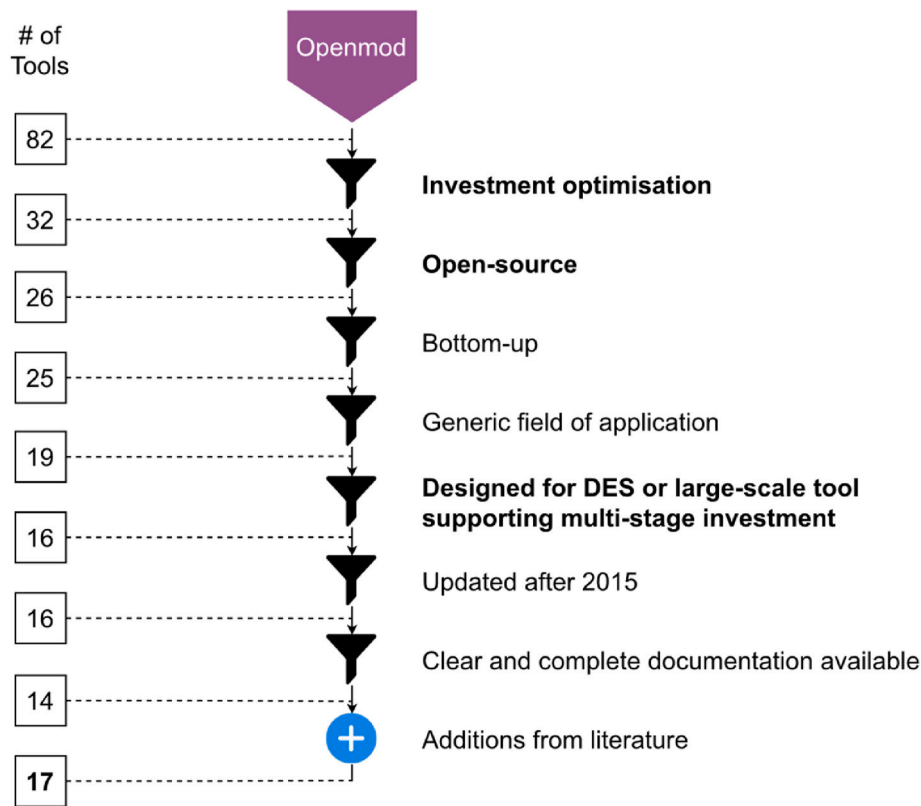 # of
Tools
Openmod
82
Investment optimisation
32
Open-source
26
Bottom-up
25
Generic field of application
19
Designed for DES or large-scale tool
supporting multi-stage investment
16
Updated after 2015
16
Clear and complete documentation available
14
Additions from literature
17